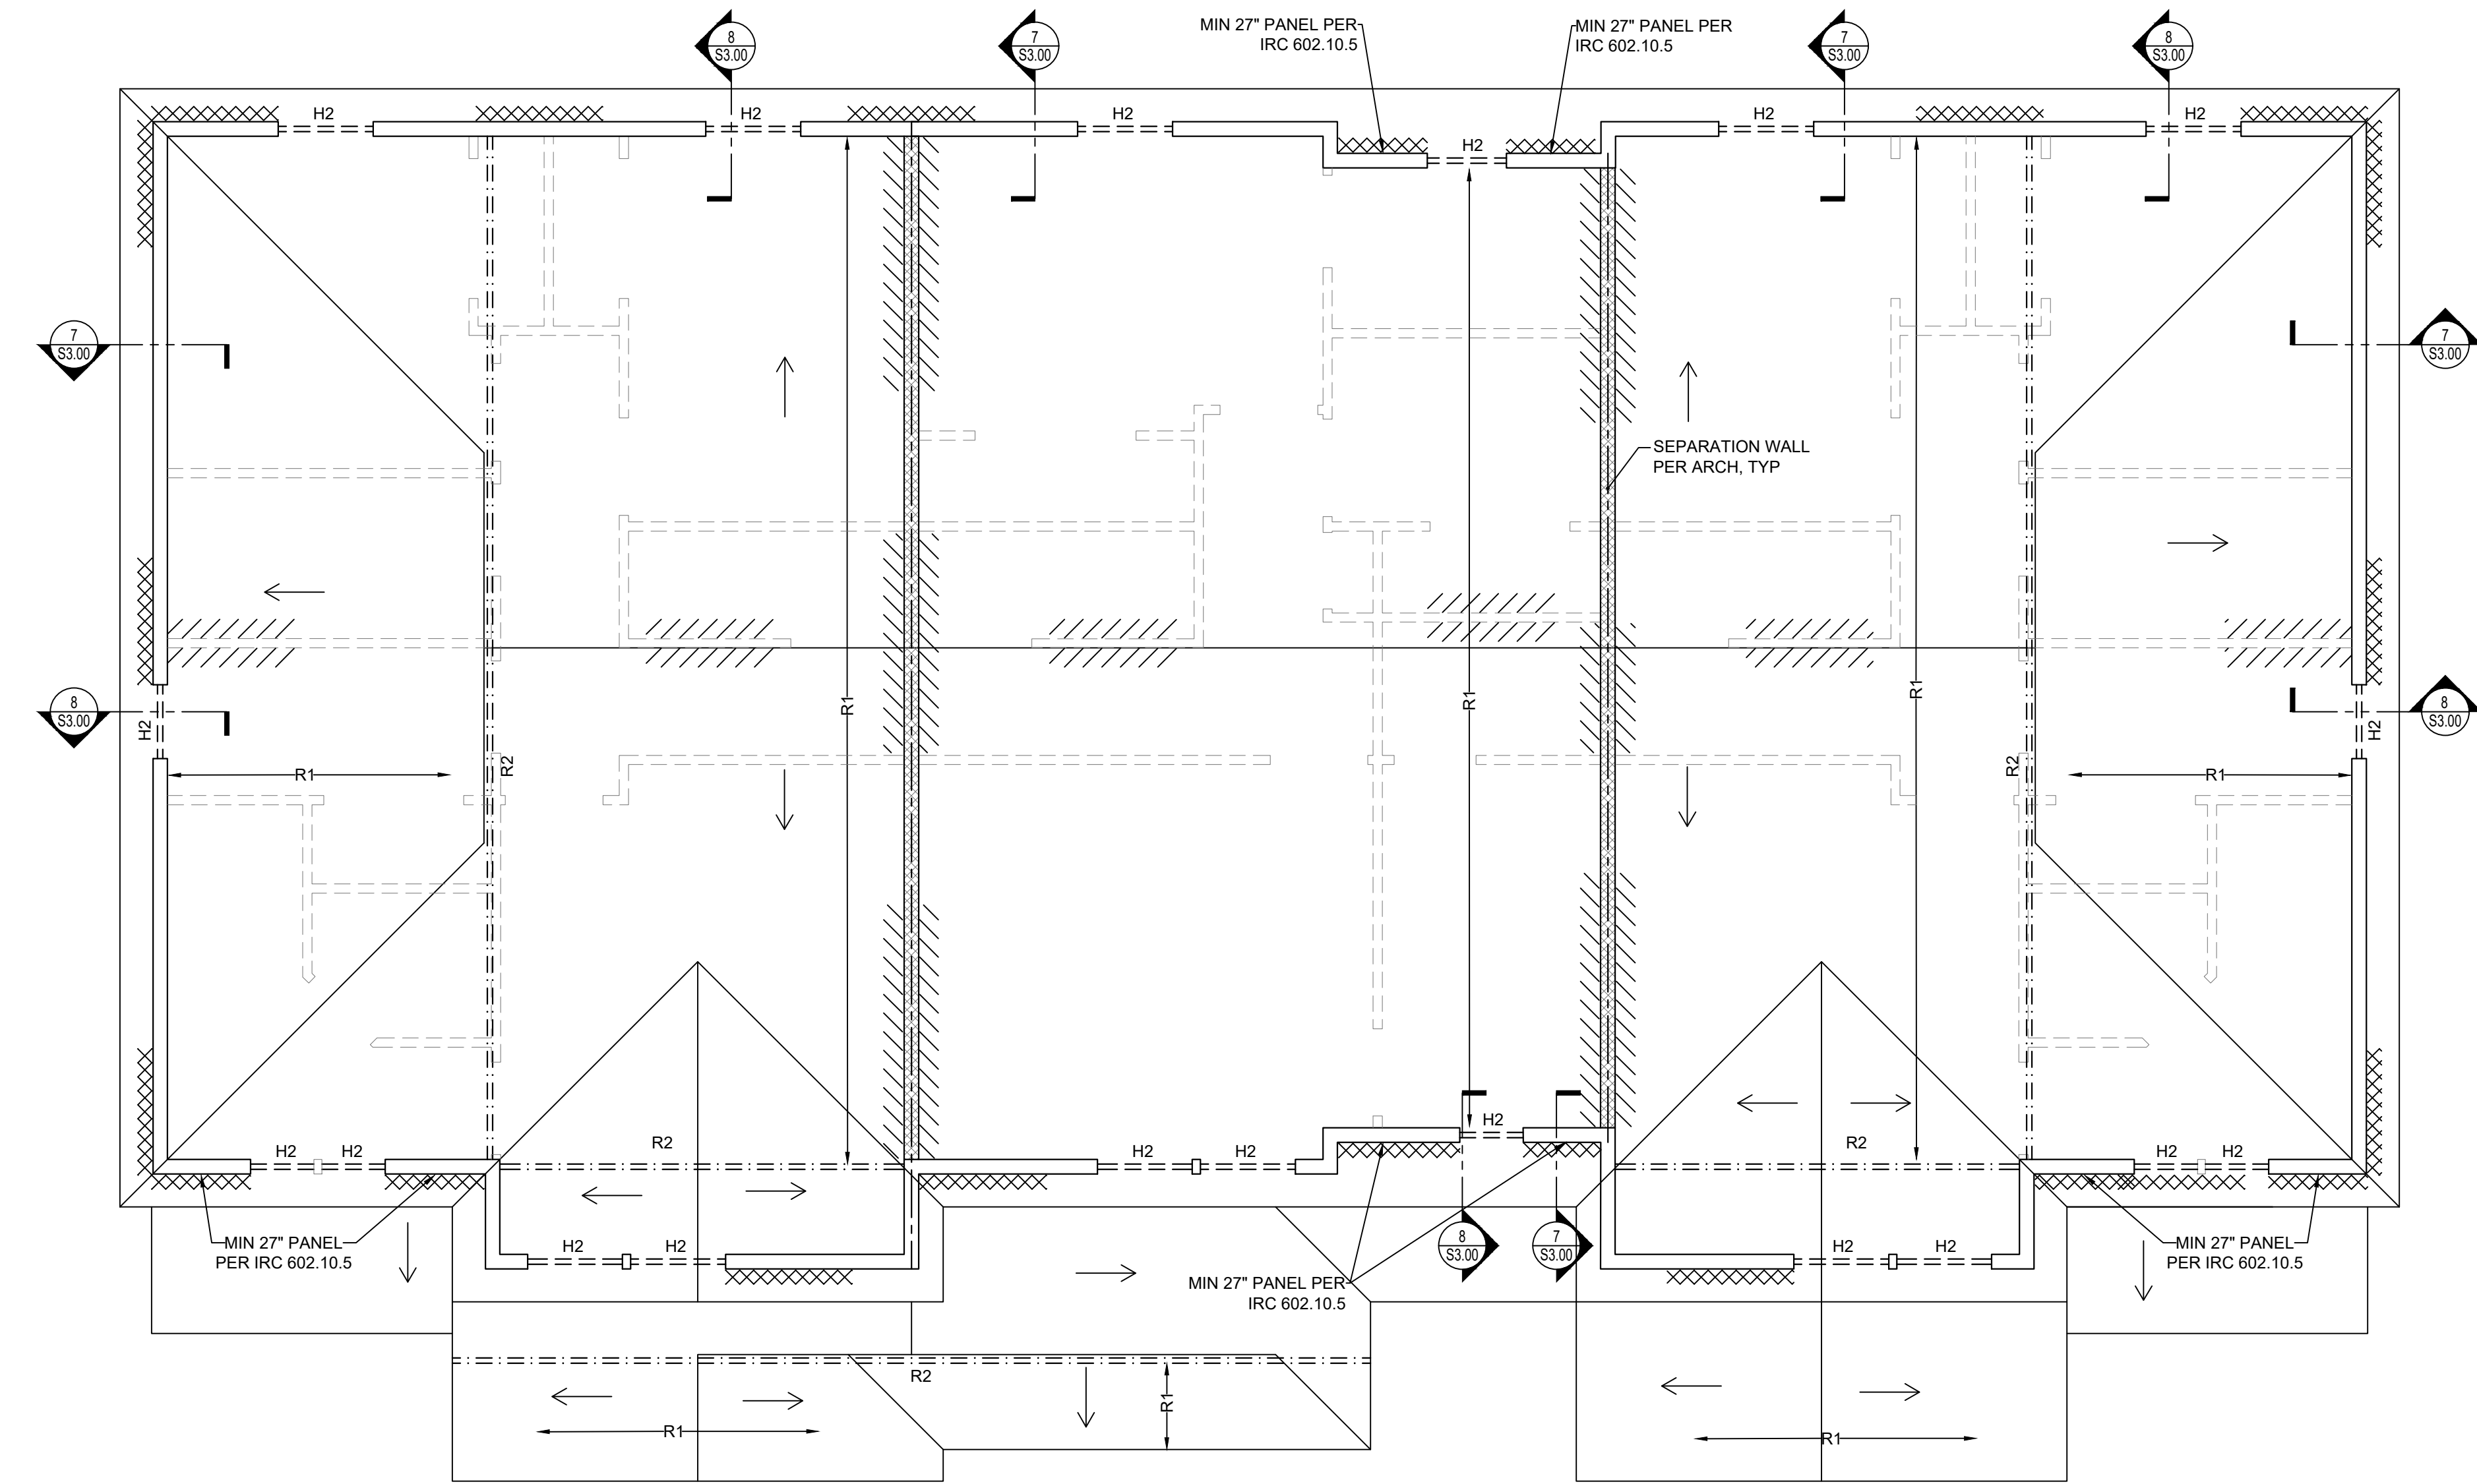 8
S3.00
7
S3.00
MIN 27" PANEL PER
IRC 602.10.5
MIN 27" PANEL PER
IRC 602.10.5
7
S3.00
8
S3.00
H2
H2
H2
H2
H2
H2
7
S3.00
7
S3.00
SEPARATION WALL
PER ARCH, TYP
8
S3.00
H2
R1
R1
R1
H2
8
S3.00
R1
R2
R2
R1
H2
H2
R2
H2
H2
H2
R2
H2
H2
MIN 27" PANEL
PER IRC 602.10.5
H2
H2
8
S3.00
7
S3.00
H2
H2
MIN 27" PANEL
PER IRC 602.10.5
MIN 27" PANEL PER
IRC 602.10.5
R2
R1
R1
R1